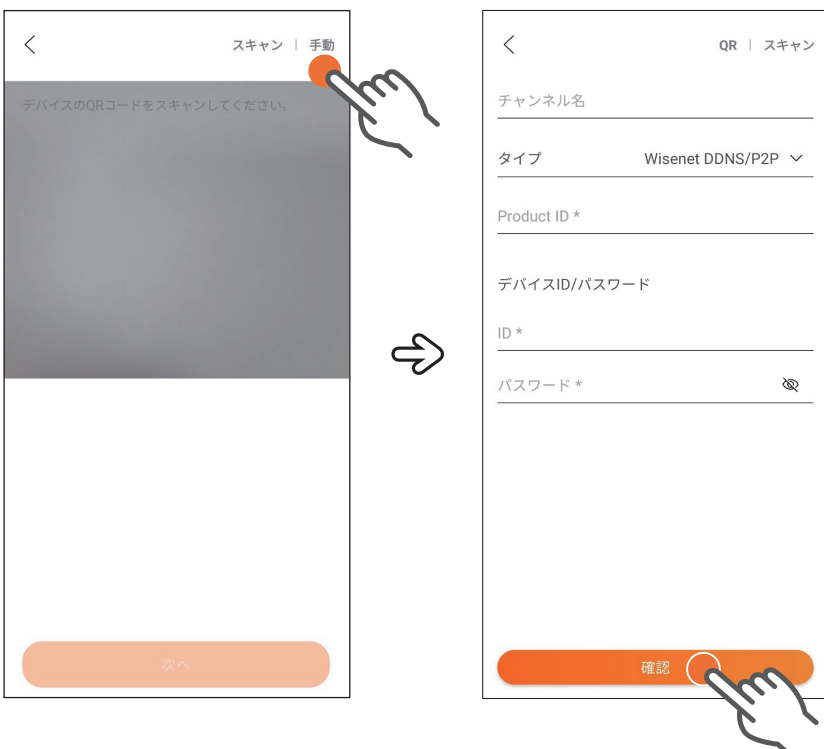 スキャン | 手動
デバイスのQRコードをスキャンしてください。
次へ
QR | スキャン
チャンネル名
タイプ Wisenet DDNS/P2P
Product ID *
デバイスID/パスワード
ID *
パスワード *
確認